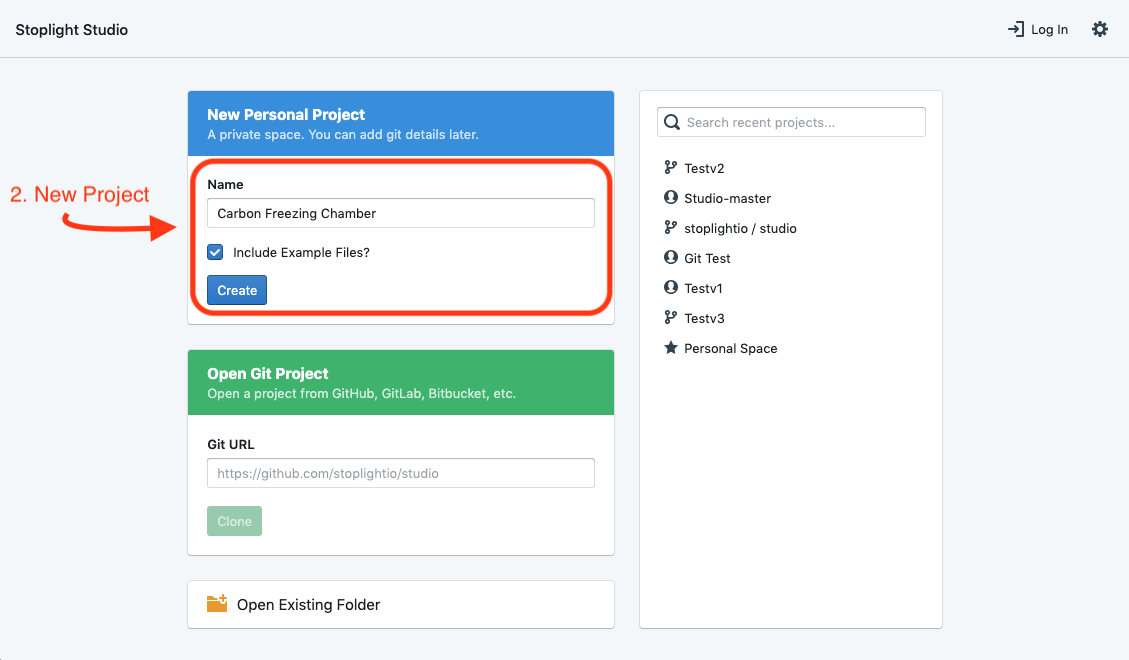 Stoplight Studio
Log In
New Personal Project
A private space. You can add git details later.
2. New Project
Name
Carbon Freezing Chamber
Include Example Files?
Create
Open Git Project
Open a project from GitHub, GitLab, Bitbucket, etc.
Git URL
https://github.com/stoplightio/studio
Clone
Open Existing Folder
Search recent projects...
Testv2
Studio-master
stoplightio / studio
Git Test
Testv1
Testv3
Personal Space